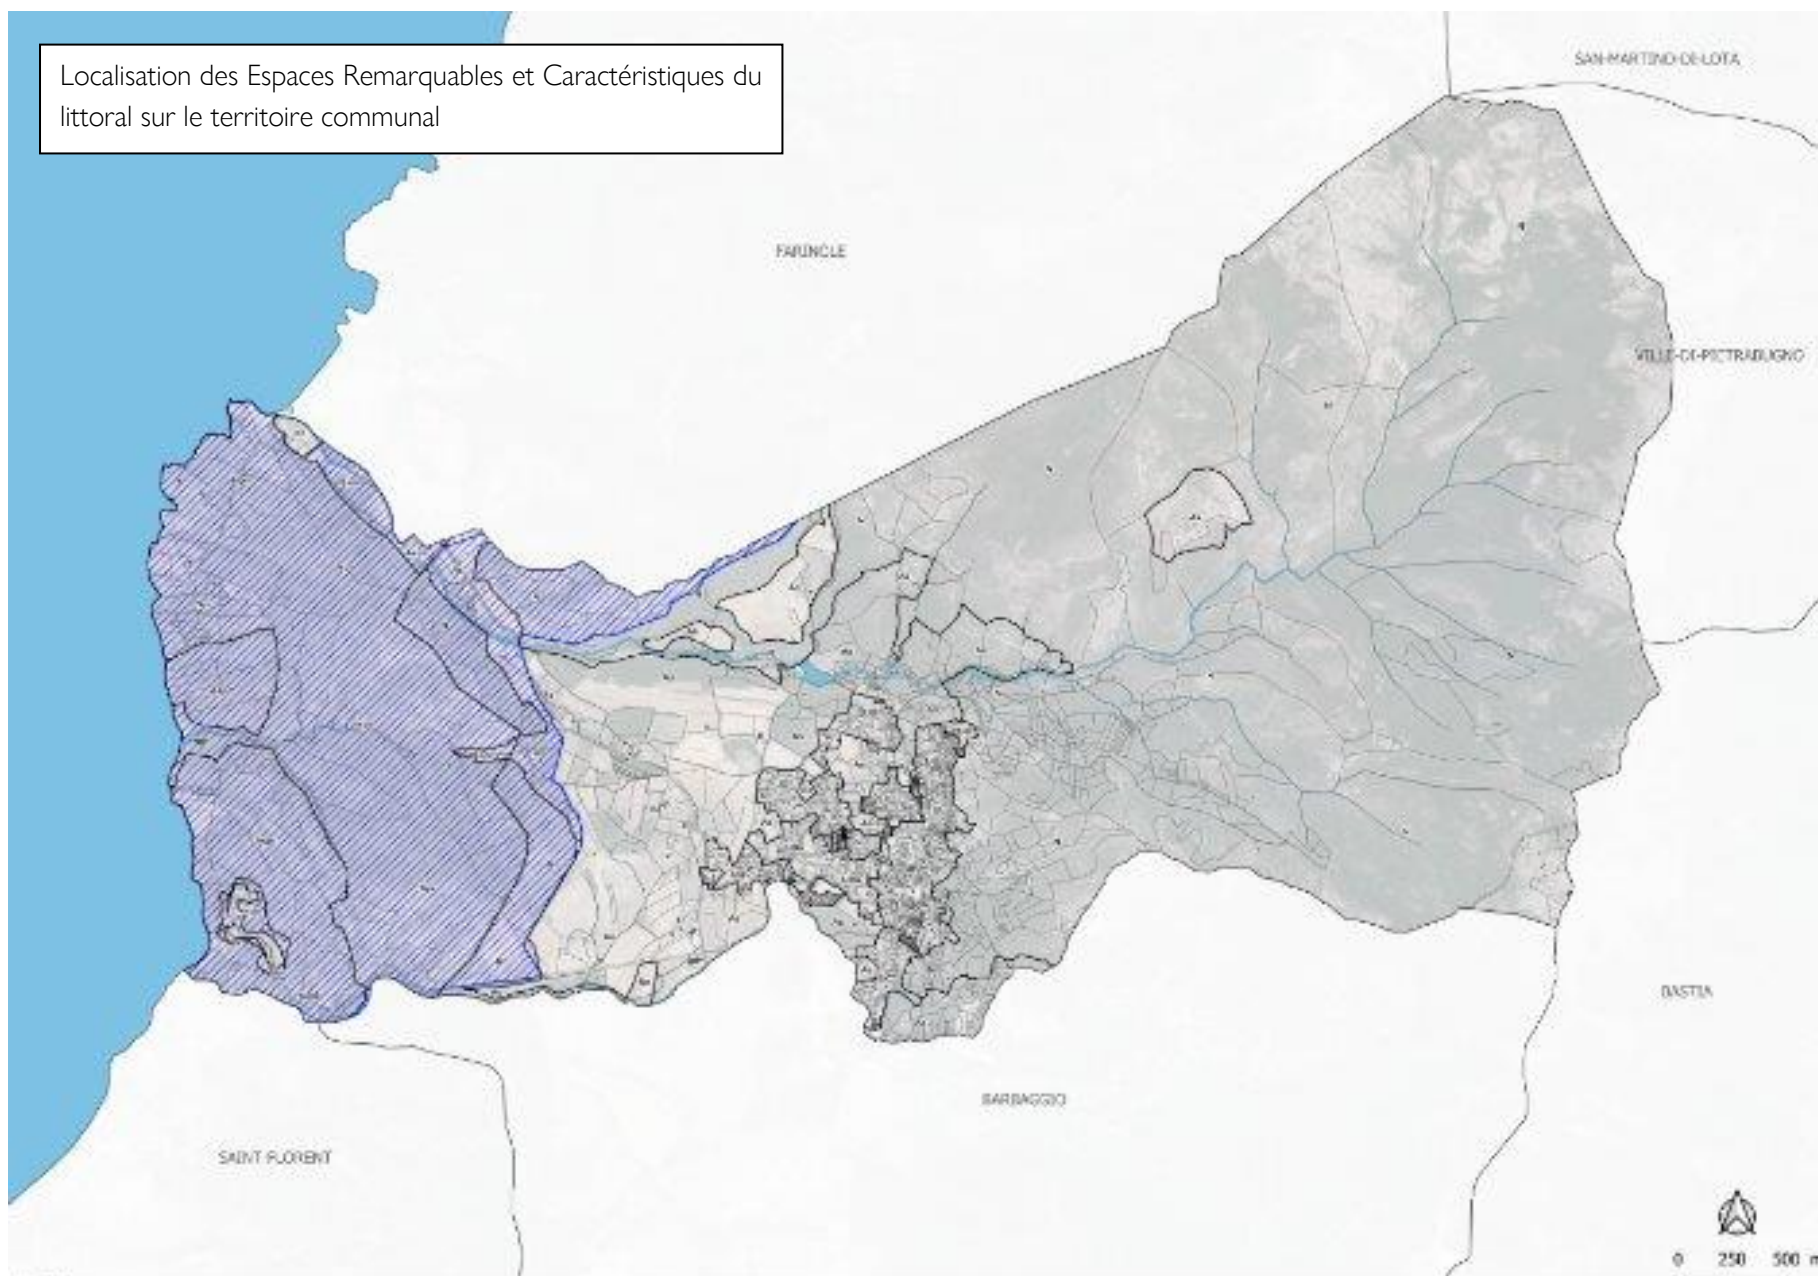 Localisation des Espaces Remarquables et Caractéristiques du
littoral sur le territoire communal
SAN-MARTINO-DI-LOTA
FARINOLE
VILLE-DI-PIETRABUGNO
BASTIA
BARBAGGIO
SAINT FLORENT
0 250 500 m